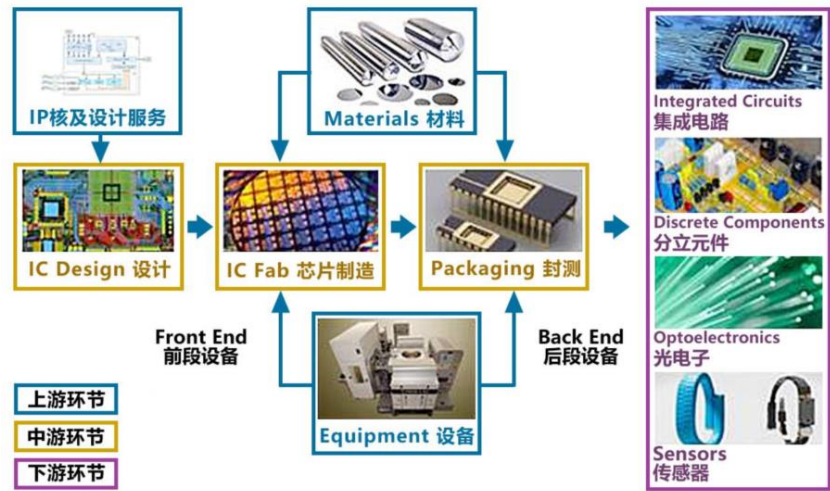 IP核及设计服务
Materials 材料
IC Design 设计
IC Fab 芯片制造
Packaging 封测
Front End
前段设备
Back End
后段设备
Equipment 设备
上游环节
中游环节
下游环节
Integrated Circuits
集成电路
Discrete Components
分立元件
Optoelectronics
光电子
Sensors
传感器